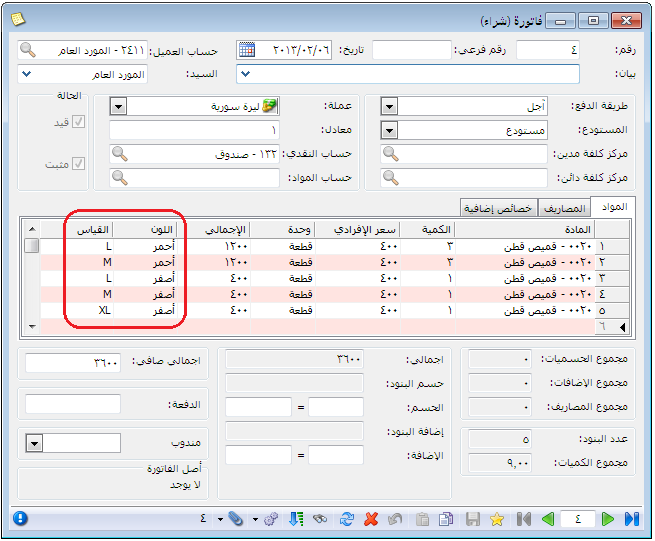 فاتورة (شراء)
رقم: ٤ رقم فرعي: تاريخ: ٢٠١٣/٠٢/٠٦ حساب العميل: ٢٤١١ - المورد العام
بيان: السيد: المورد العام
طريقة الدفع: آجل عملة: ليرة سورية الحالة
المستودع: مستودع معادل: ١ قيد
مركز كلفة مدين: حساب النقدي: ١٣٢ - صندوق مثبت
مركز كلفة دائن: حساب المواد:
المواد المصاريف خصائص إضافية
المادة الكمية سعر الإفرادي وحدة الإجمالي اللون القياس
١ ٠٠٢٠ - قميص قطن ٣ ٤٠٠ قطعة ١٢٠٠ أحمر L
٢ ٠٠٢٠ - قميص قطن ٣ ٤٠٠ قطعة ١٢٠٠ أحمر M
٣ ٠٠٢٠ - قميص قطن ١ ٤٠٠ قطعة ٤٠٠ أصفر L
٤ ٠٠٢٠ - قميص قطن ١ ٤٠٠ قطعة ٤٠٠ أصفر M
٥ ٠٠٢٠ - قميص قطن ١ ٤٠٠ قطعة ٤٠٠ أصفر XL
٦
مجموع الحسميات: ٠ اجمالي: ٣٦٠٠ اجمالي صافي: ٣٦٠٠
مجموع الإضافات: ٠ حسم البنود:
مجموع المصاريف: ٠ الحسم: = الدفعة:
عدد البنود: ٥ إضافة البنود: مندوب
مجموع الكميات: ٩,٠٠ الإضافة: = أصل الفاتورة
لا يوجد
٤ ٤